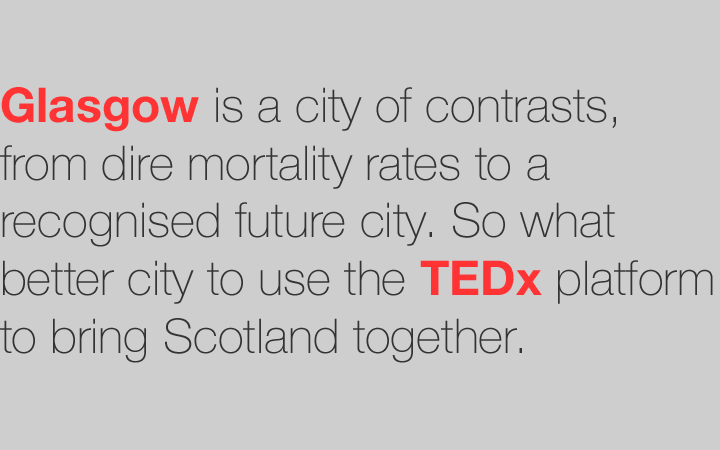 Glasgow is a city of contrasts,
from dire mortality rates to a
recognised future city. So what
better city to use the TEDx platform
to bring Scotland together.